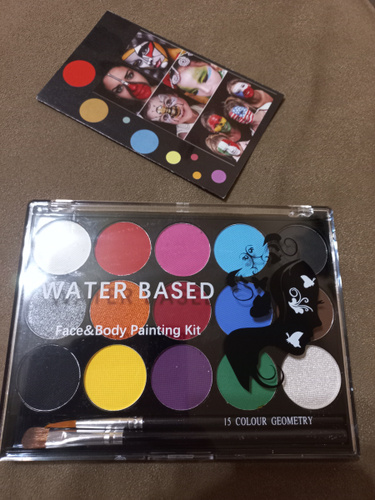 WATER BASED
Face&Body Painting Kit
15 COLOUR GEOMETRY